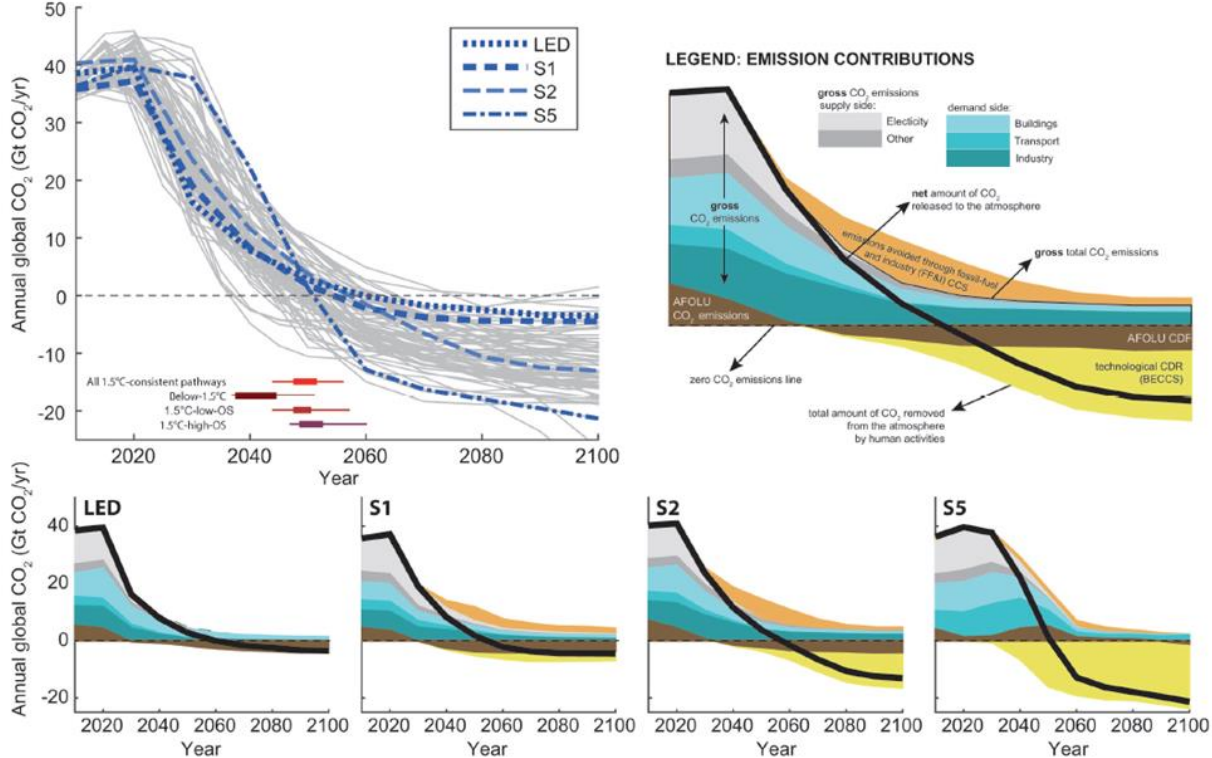 Annual global CO2 (Gt CO2/yr)
50
40
30
20
10
0
-10
-20
LED
S1
S2
S5
All 1.5°C-consistent pathways
Below-1.5°C
1.5°C-low-OS
1.5°C-high-OS
2020 2040 2060 2080 2100
Year
LEGEND: EMISSION CONTRIBUTIONS
gross CO2 emissions
supply side:
Electicity
Other
demand side:
Buildings
Transport
Industry
gross
CO2 emissions
net amount of CO2
released to the atmosphere
emissions avoided through fossil-fuel
and industry (FF&I) CCS
gross total CO2 emissions
AFOLU
CO2 emissions
AFOLU CDR
zero CO2 emissions line
technological CDR
(BECCS)
total amount of CO2 removed
from the atmosphere
by human activities
Annual global CO2 (Gt CO2/yr)
40
20
0
-20
LED
2020 2040 2060 2080 2100
Year
S1
2020 2040 2060 2080 2100
Year
S2
2020 2040 2060 2080 2100
Year
S5
2020 2040 2060 2080 2100
Year